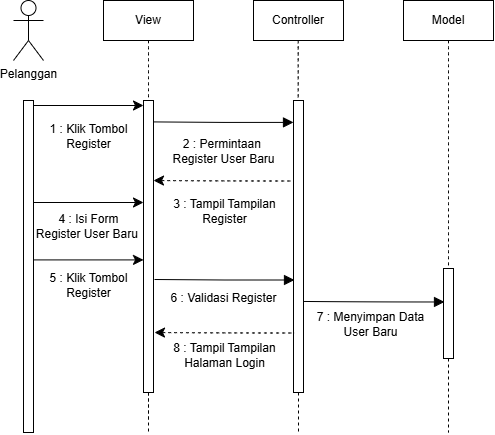 View
Controller
Model
Pelanggan
1 : Klik Tombol
Register
2 : Permintaan
Register User Baru
3 : Tampil Tampilan
Register
4 : Isi Form
Register User Baru
5 : Klik Tombol
Register
6 : Validasi Register
7 : Menyimpan Data
User Baru
8 : Tampil Tampilan
Halaman Login